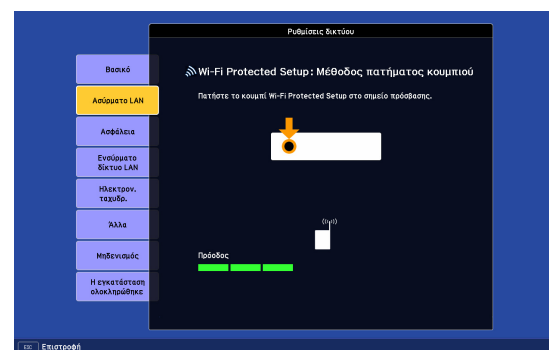 Ρυθμίσεις δικτύου
Βασικό
Ασύρματο LAN
Ασφάλεια
Ενσύρματο
δίκτυο LAN
Ηλεκτρον.
ταχυδρ.
Άλλα
Μηδενισμός
Η εγκατάσταση
ολοκληρώθηκε
Wi-Fi Protected Setup: Μέθοδος πατήματος κουμπιού
Πατήστε το κουμπί Wi-Fi Protected Setup στο σημείο πρόσβασης.
Πρόοδος
ESC Επιστροφή